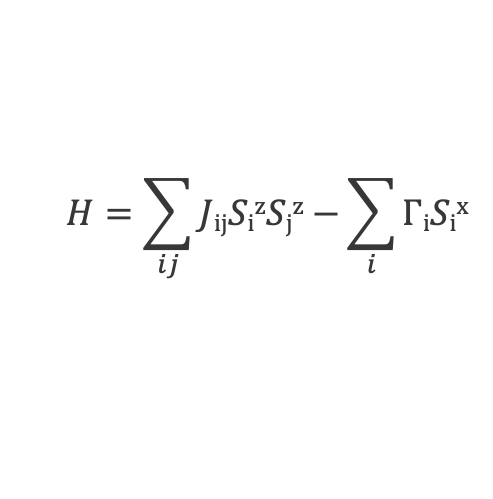 H = ∑_{ij} J_{ij}S_i^z S_j^z − ∑_i Γ_i S_i^x